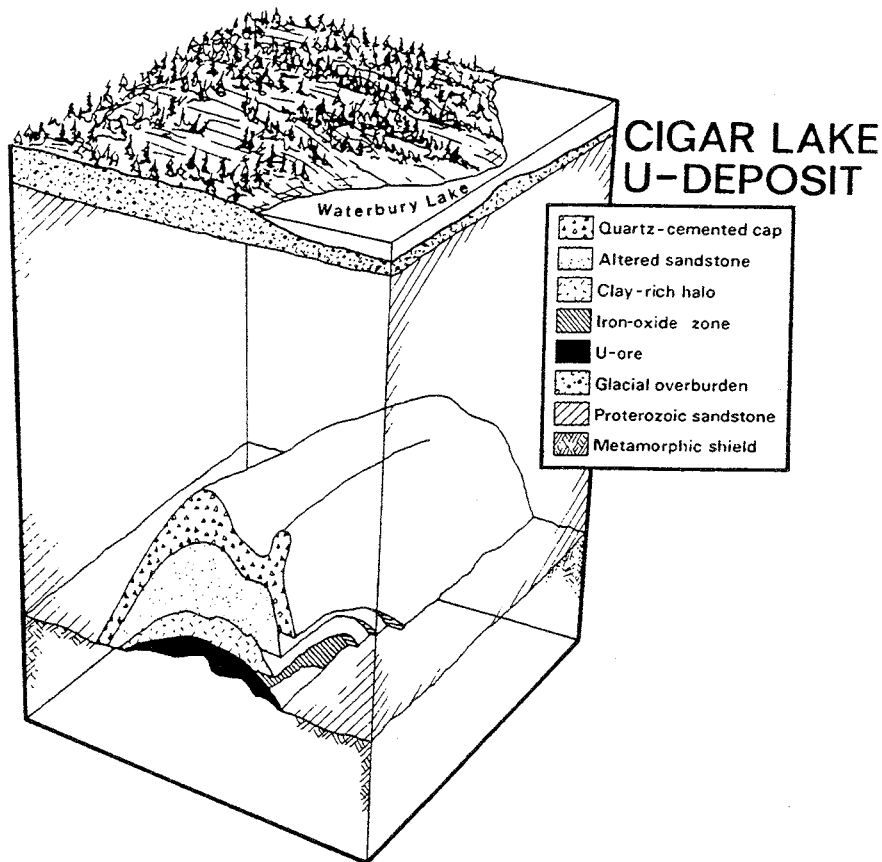 CIGAR LAKE
U-DEPOSIT
Waterbury Lake
Quartz-cemented cap
Altered sandstone
Clay-rich halo
Iron-oxide zone
U-ore
Glacial overburden
Proterozoic sandstone
Metamorphic shield